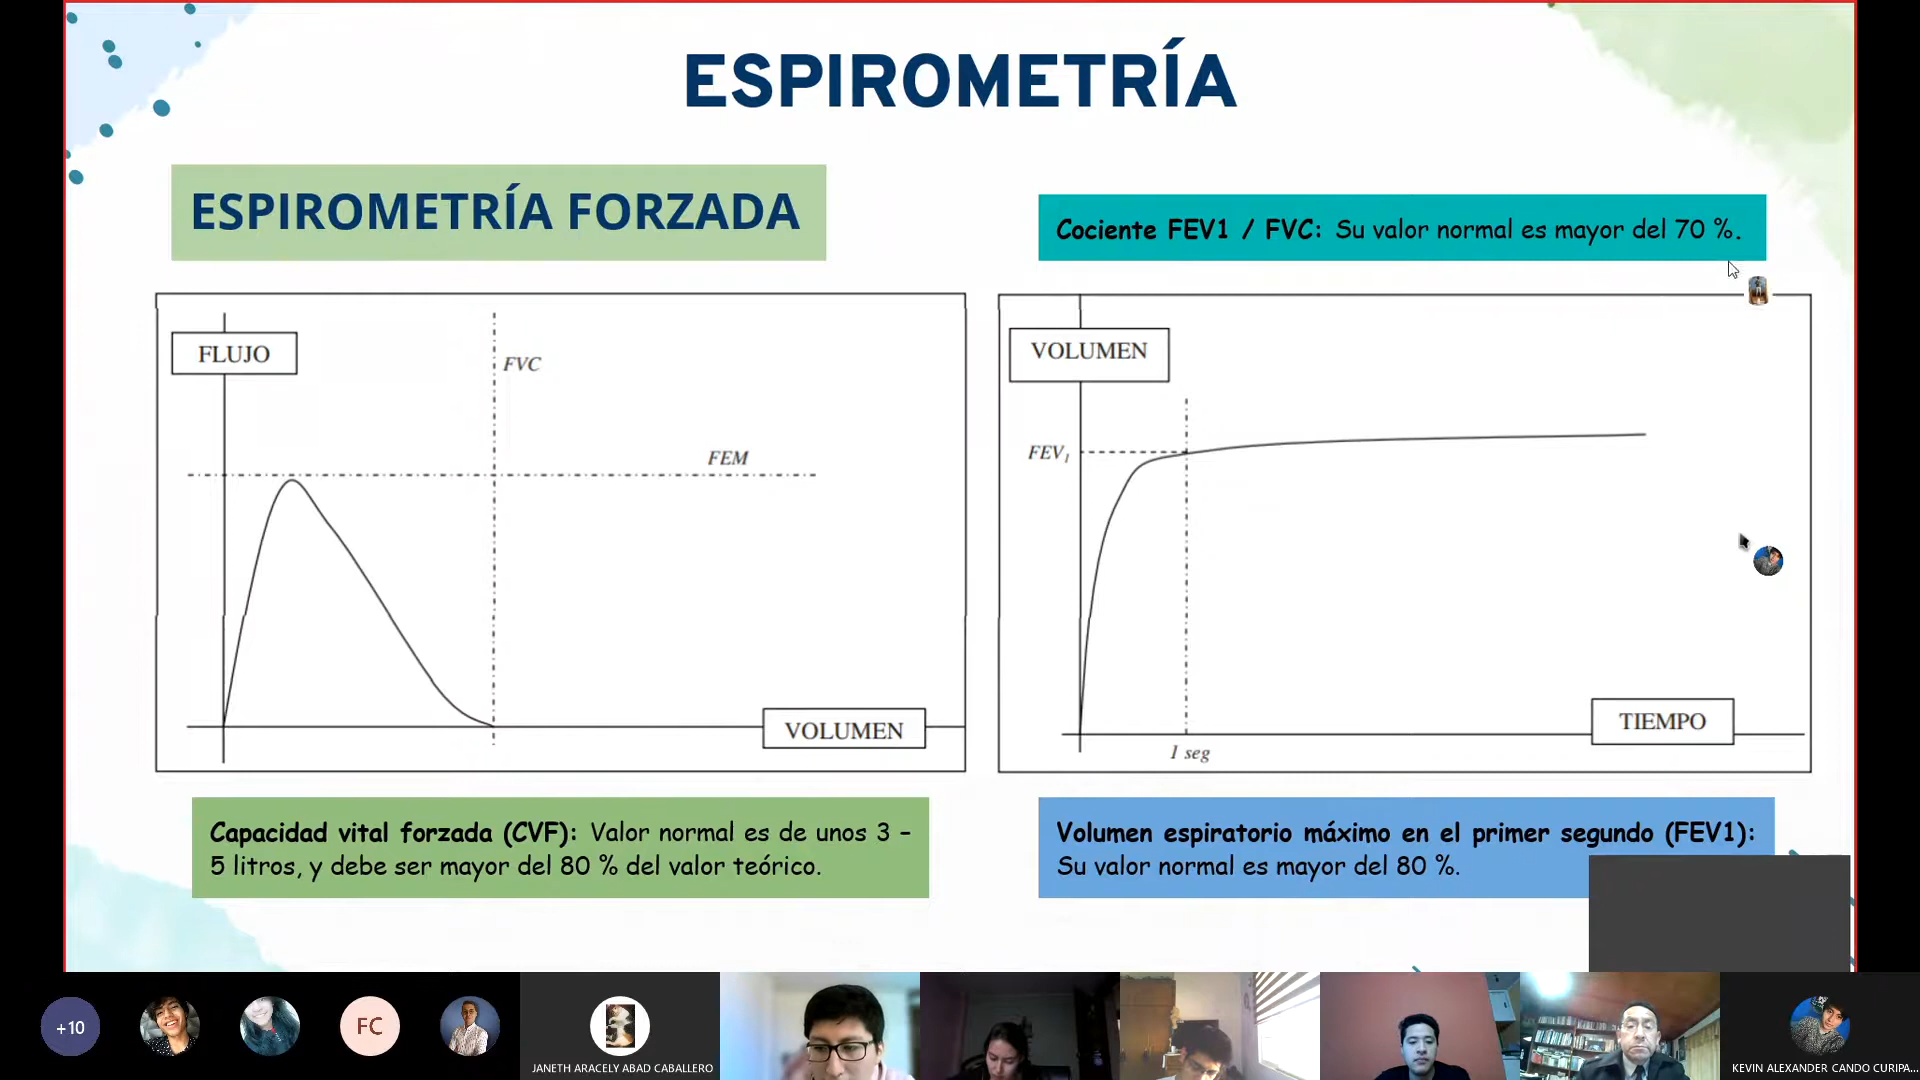 ESPIROMETRÍA
ESPIROMETRÍA FORZADA
Cociente FEV1 / FVC: Su valor normal es mayor del 70 %.
FLUJO
FVC
FEM
VOLUMEN
VOLUMEN
FEV1
TIEMPO
1 seg
Capacidad vital forzada (CVF): Valor normal es de unos 3 –
5 litros, y debe ser mayor del 80 % del valor teórico.
Volumen espiratorio máximo en el primer segundo (FEV1):
Su valor normal es mayor del 80 %.
+10
FC
JANETH ARACELY ABAD CABALLERO
KEVIN ALEXANDER CANDO CURIPA...